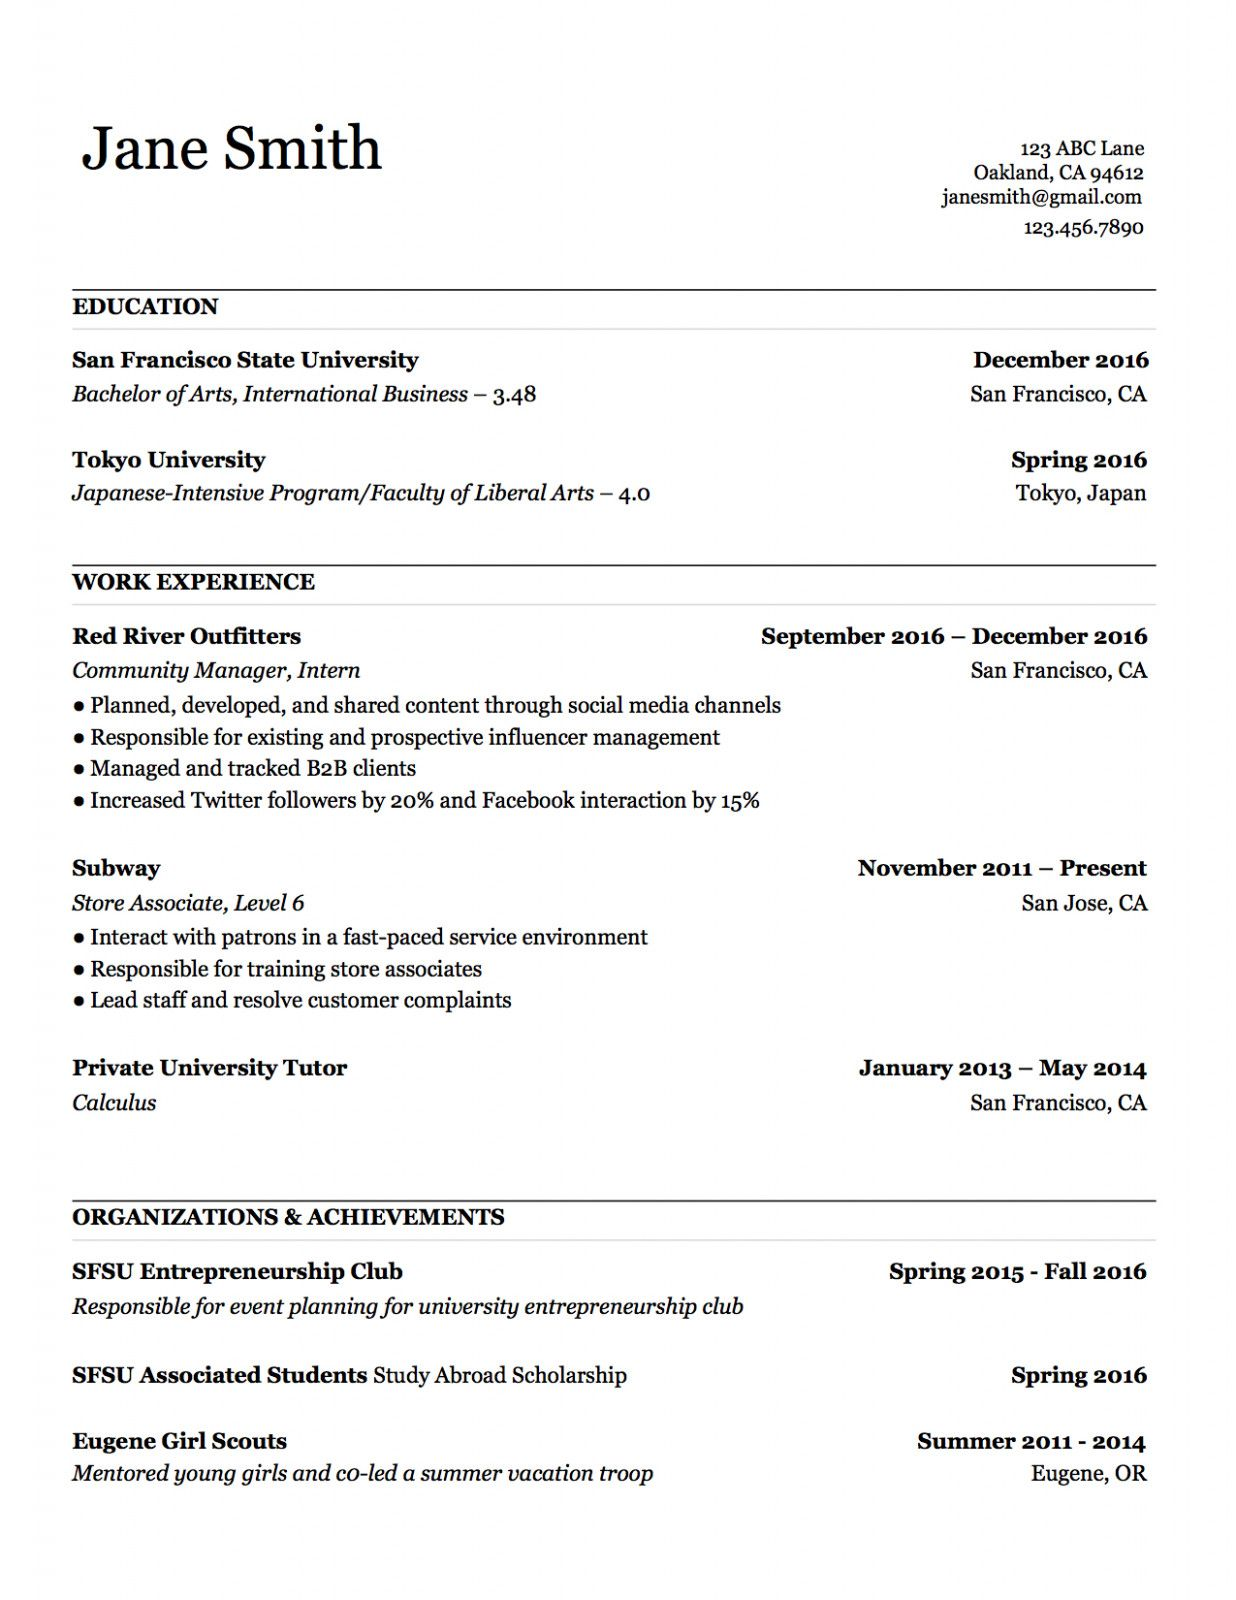 Jane Smith
123 ABC Lane
Oakland, CA 94612
janesmith@gmail.com
123.456.7890
EDUCATION
San Francisco State University December 2016
Bachelor of Arts, International Business – 3.48 San Francisco, CA
Tokyo University Spring 2016
Japanese-Intensive Program/Faculty of Liberal Arts – 4.0 Tokyo, Japan
WORK EXPERIENCE
Red River Outfitters September 2016 – December 2016
Community Manager, Intern San Francisco, CA
● Planned, developed, and shared content through social media channels
● Responsible for existing and prospective influencer management
● Managed and tracked B2B clients
● Increased Twitter followers by 20% and Facebook interaction by 15%
Subway November 2011 – Present
Store Associate, Level 6 San Jose, CA
● Interact with patrons in a fast-paced service environment
● Responsible for training store associates
● Lead staff and resolve customer complaints
Private University Tutor January 2013 – May 2014
Calculus San Francisco, CA
ORGANIZATIONS & ACHIEVEMENTS
SFSU Entrepreneurship Club Spring 2015 - Fall 2016
Responsible for event planning for university entrepreneurship club
SFSU Associated Students Study Abroad Scholarship Spring 2016
Eugene Girl Scouts Summer 2011 - 2014
Mentored young girls and co-led a summer vacation troop Eugene, OR